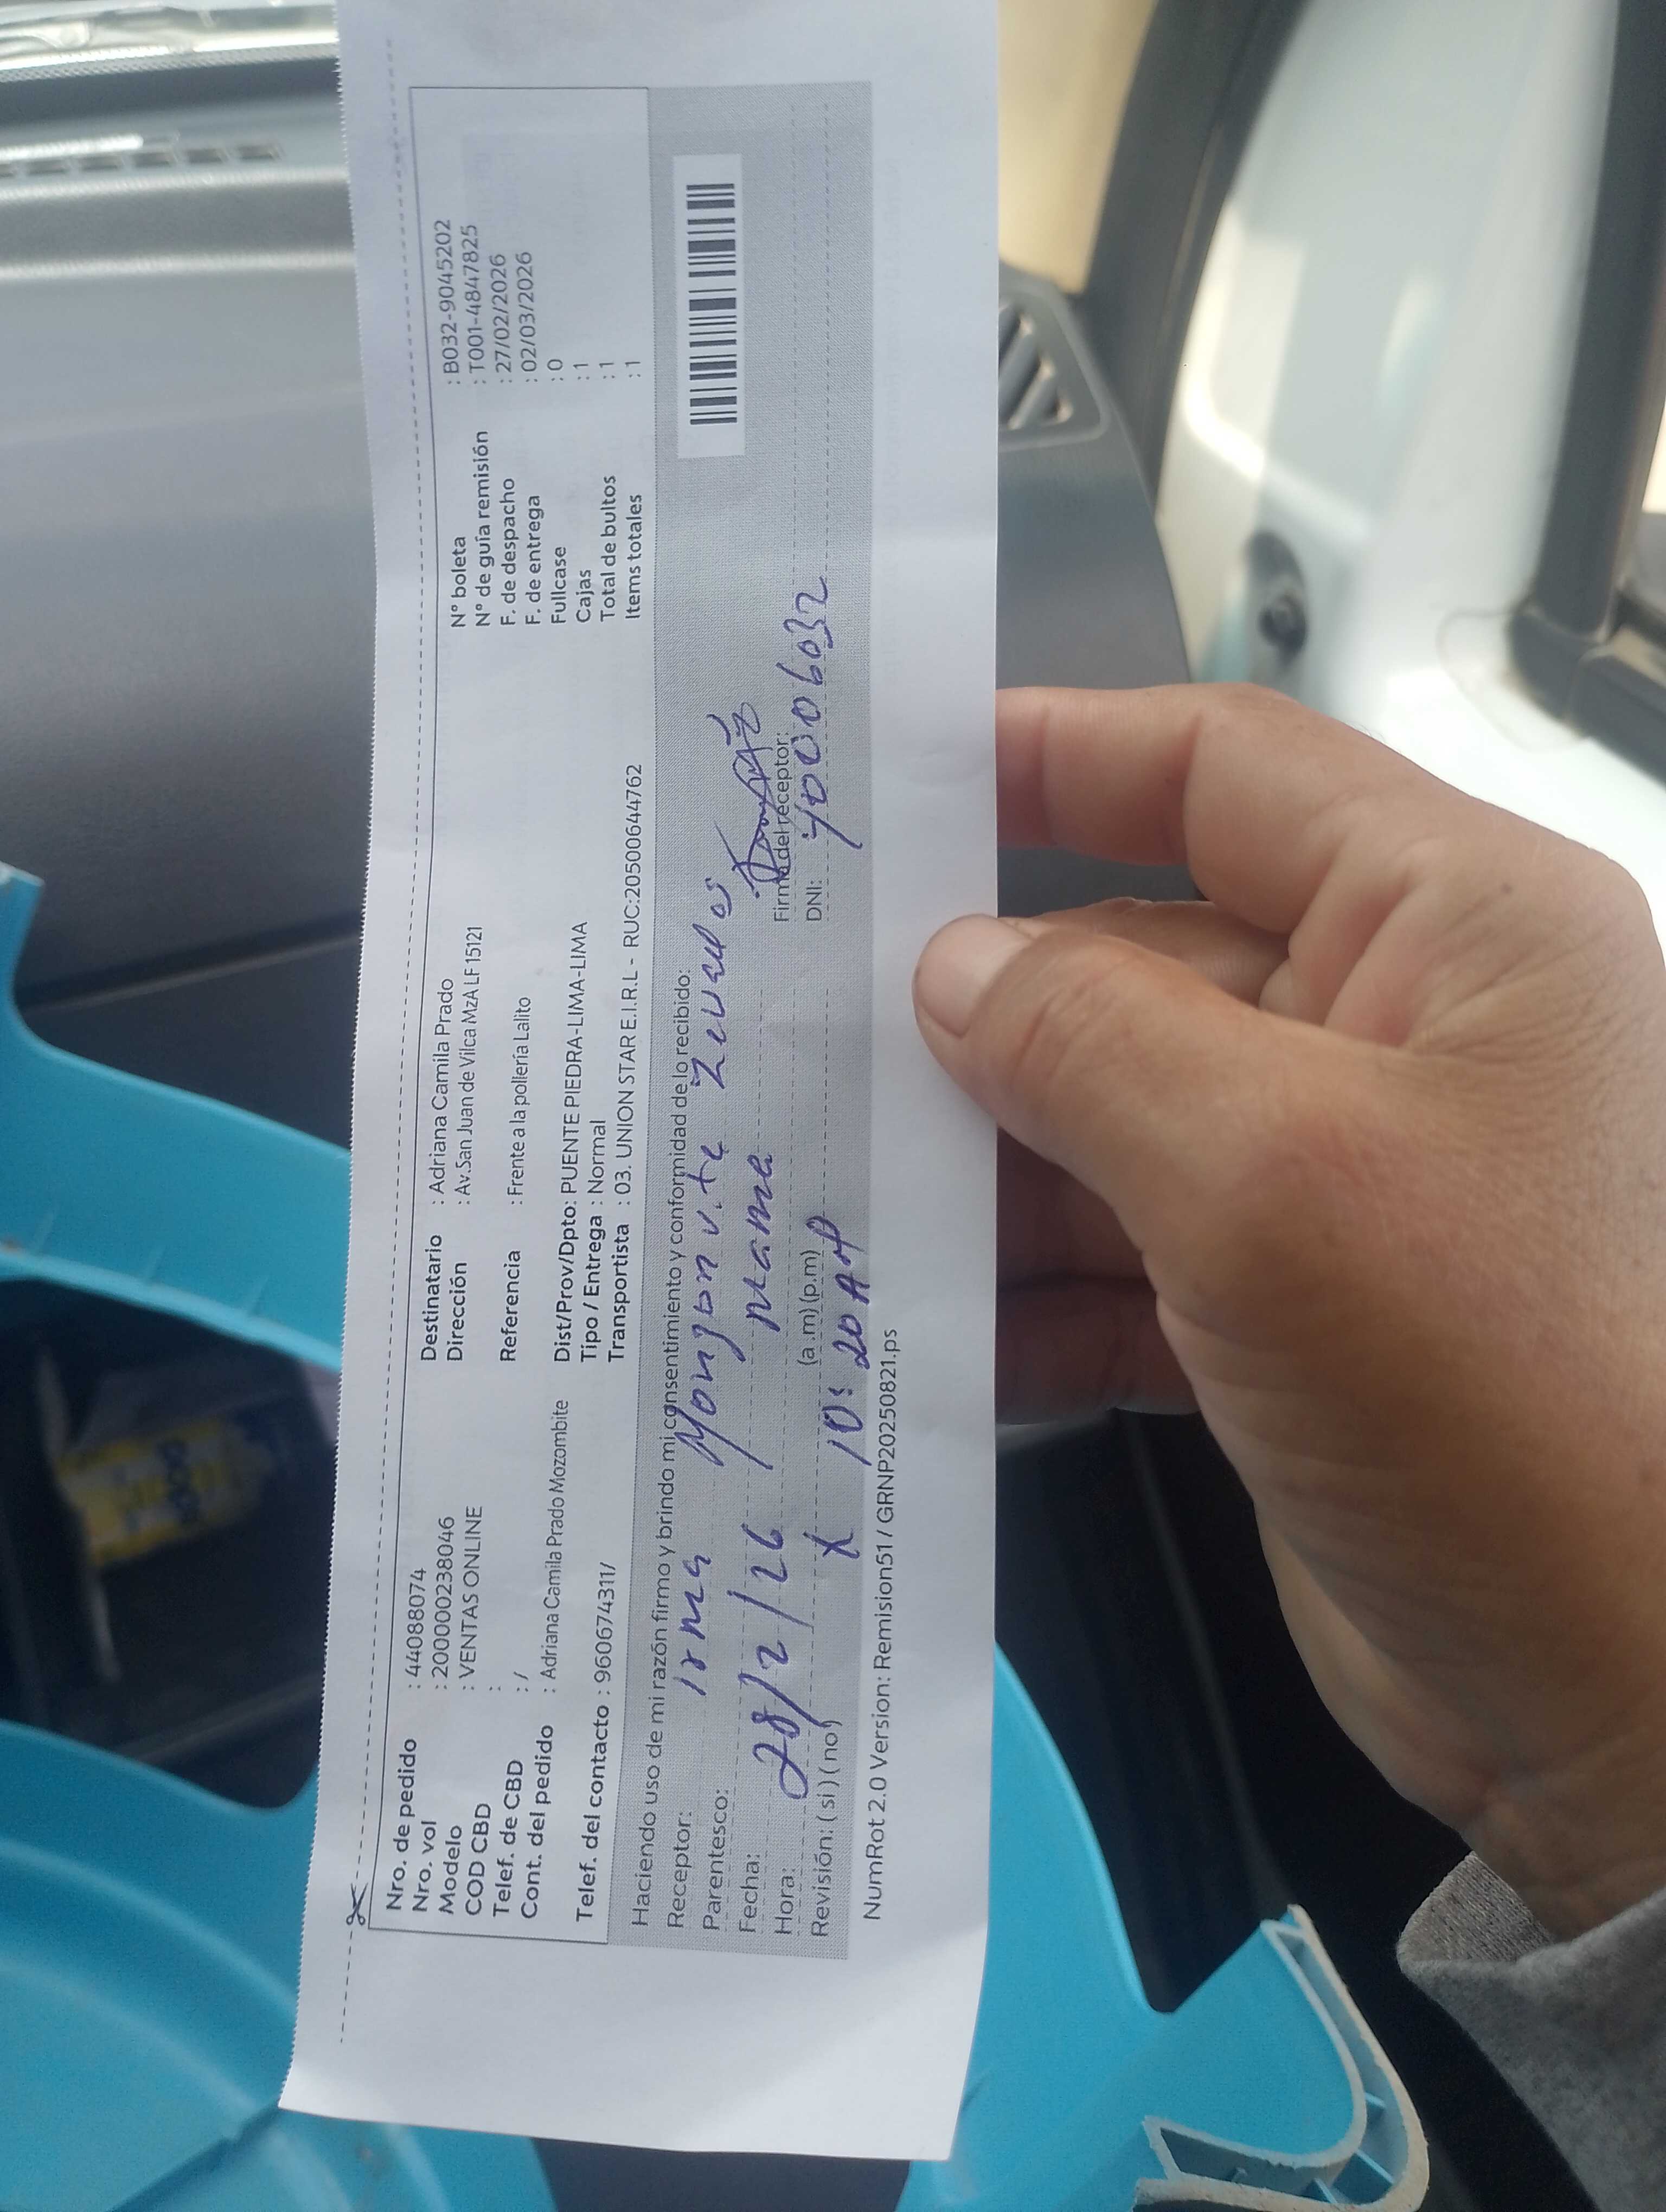 Nro. de pedido : 44088074
Nro. vol : 200000238046
Modelo : VENTAS ONLINE
COD CBD :
Telef. de CBD : /
Cont. del pedido : Adriana Camila Prado Mozombite
Telef. del contacto : 960674311/
Destinatario : Adriana Camila Prado
Dirección : Av.San Juan de Vilca MzA LF 15121
Referencia : Frente a la pollería Lalito
Dist/Prov/Dpto: PUENTE PIEDRA-LIMA-LIMA
Tipo / Entrega : Normal
Transportista : 03. UNION STAR E.I.R.L - RUC:20500644762
N° boleta : B032-9045202
N° de guía remisión : T001-4847825
F. de despacho : 27/02/2026
F. de entrega : 02/03/2026
Fullcase : 0
Cajas : 1
Total de bultos : 1
Items totales : 1
Haciendo uso de mi razón firmo y brindo mi consentimiento y conformidad de lo recibido:
Receptor: Irma
Parentesco: mama
Fecha: 28/2/26
Hora: 10:20 AM (a.m) (p.m)
Revisión: ( si ) ( no ) X
Firma del receptor:
DNI: 40006032
NumRot 2.0 Version: Remision51 / GRNP20250821.ps